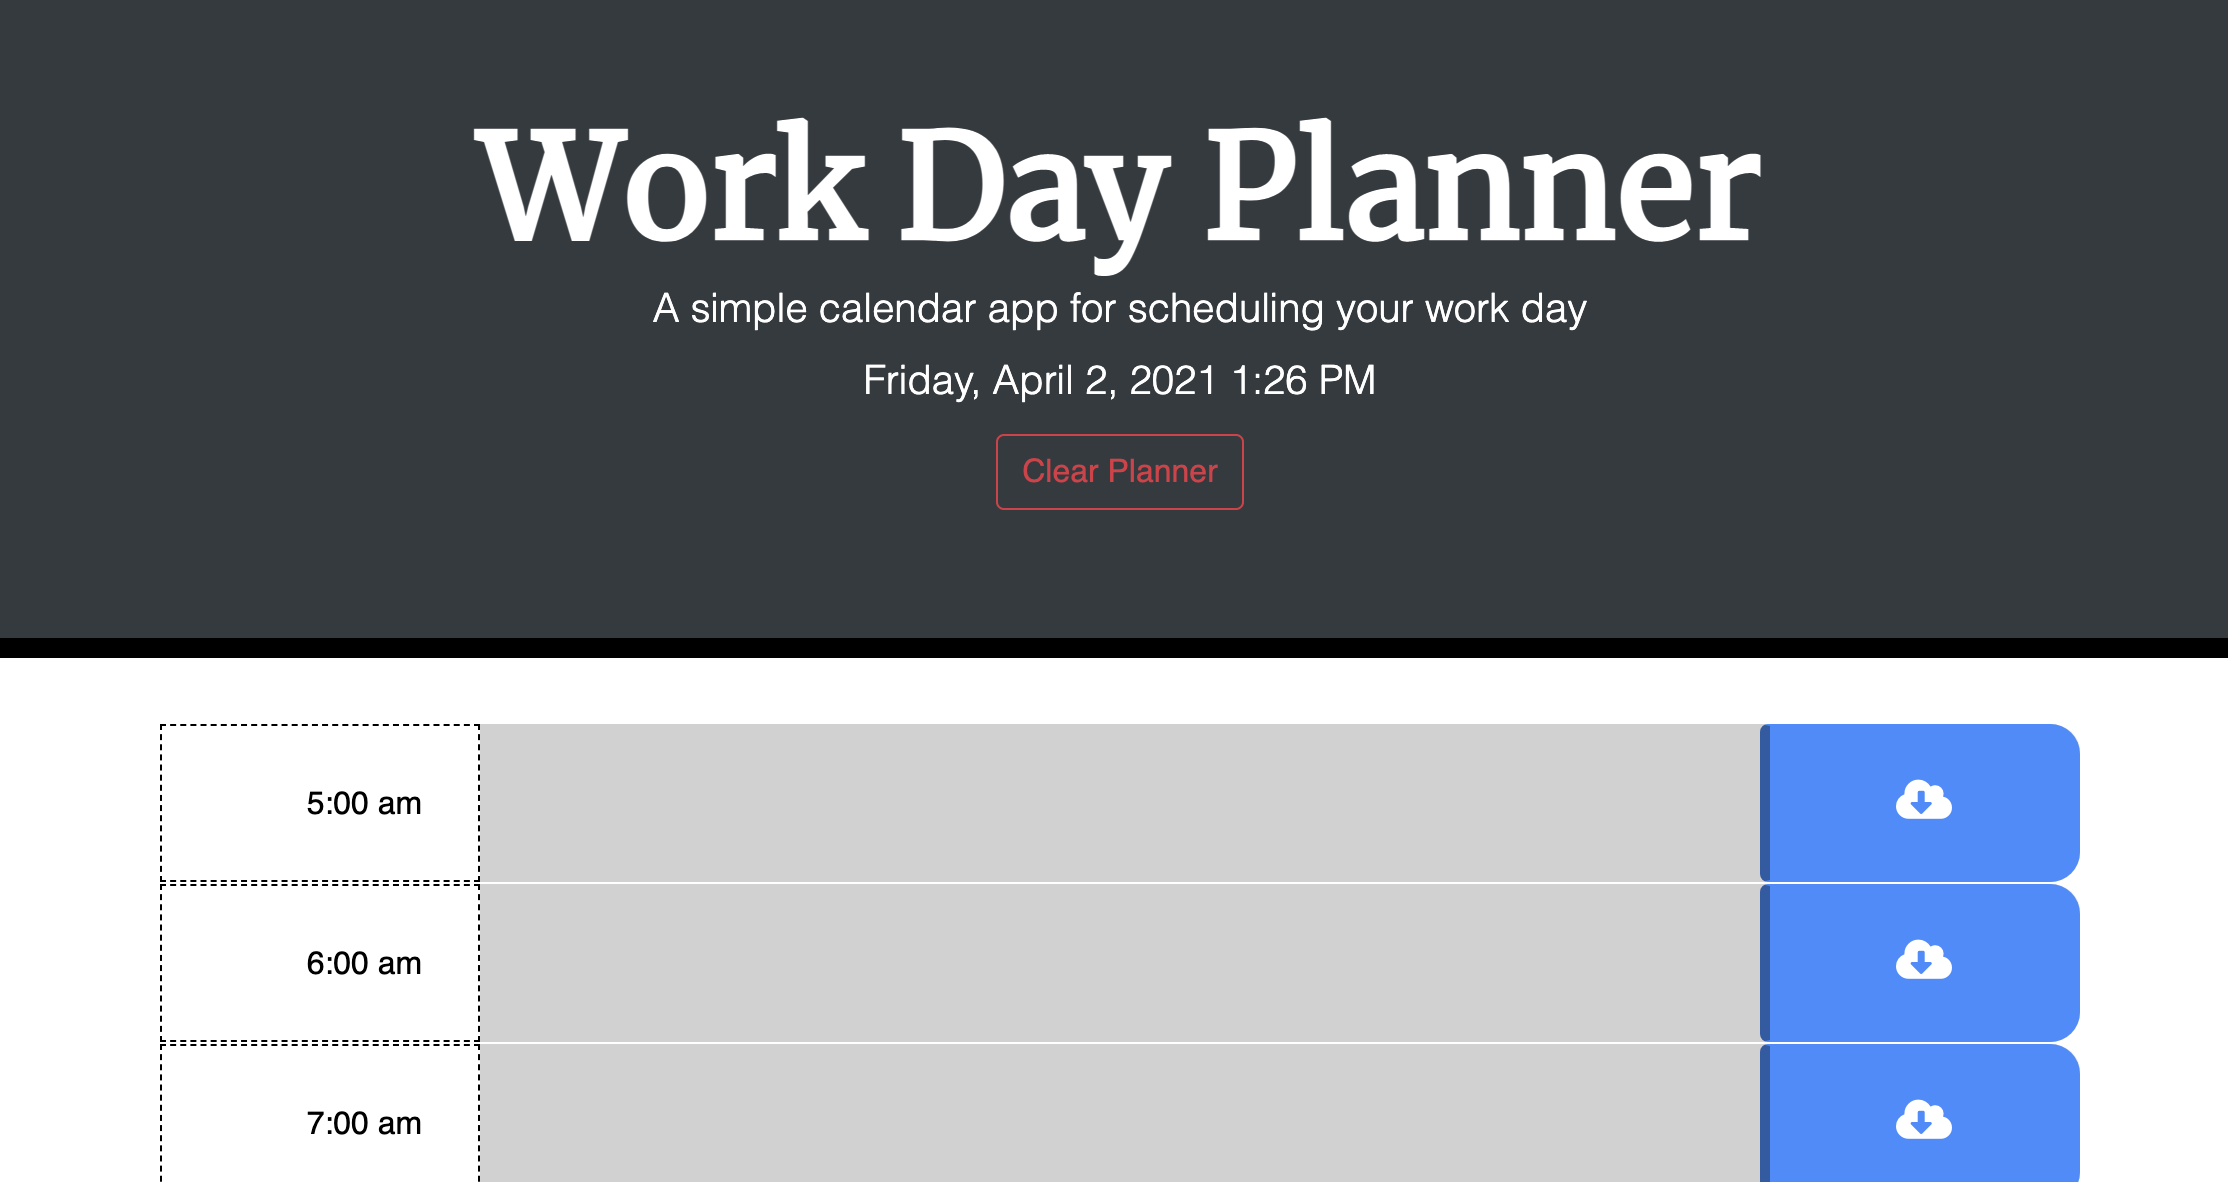 Work Day Planner
A simple calendar app for scheduling your work day
Friday, April 2, 2021 1:26 PM
Clear Planner
5:00 am
6:00 am
7:00 am